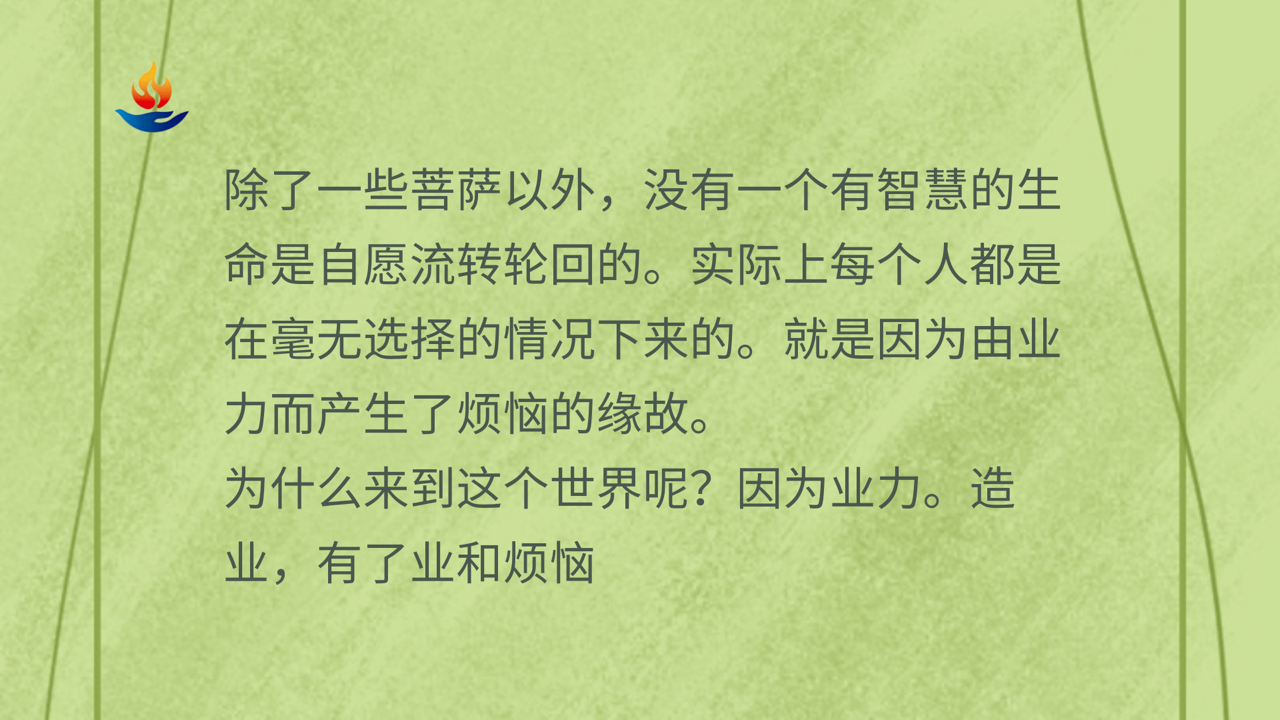 除了一些菩萨以外，没有一个有智慧的生
命是自愿流转轮回的。实际上每个人都是
在毫无选择的情况下来的。就是因为由业
力而产生了烦恼的缘故。
为什么来到这个世界呢？因为业力。造
业，有了业和烦恼